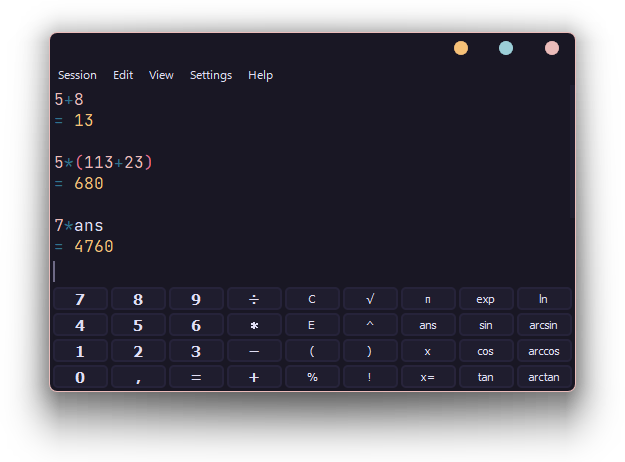 Session Edit View Settings Help
5+8
= 13
5*(113+23)
= 680
7*ans
= 4760
7 8 9 ÷ C √ π exp ln
4 5 6 * E ^ ans sin arcsin
1 2 3 − ( ) x cos arccos
0 , = + % ! x= tan arctan